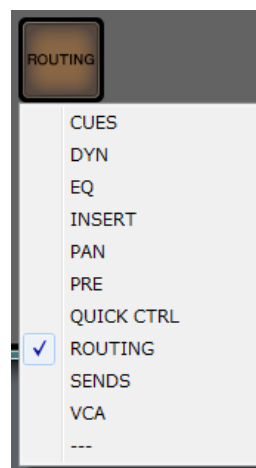 ROUTING
CUES
DYN
EQ
INSERT
PAN
PRE
QUICK CTRL
ROUTING
SENDS
VCA
---